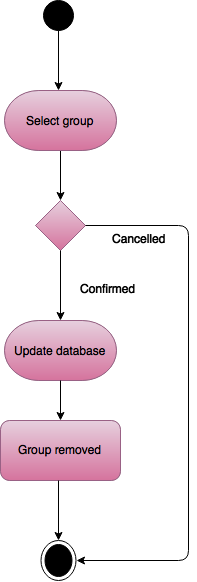 Select group
Cancelled
Confirmed
Update database
Group removed